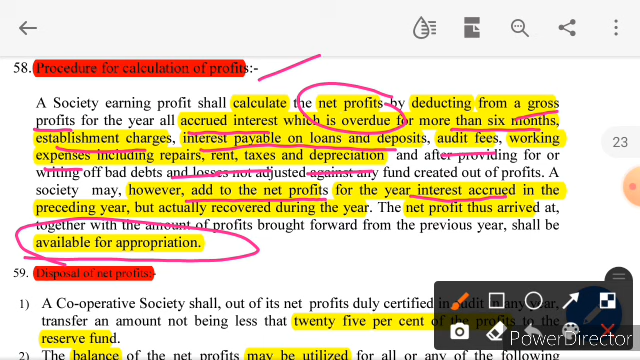 58. Procedure for calculation of profits:-
A Society earning profit shall calculate the net profits by deducting from a gross
profits for the year all accrued interest which is overdue for more than six months,
establishment charges, interest payable on loans and deposits, audit fees, working
expenses including repairs, rent, taxes and depreciation and after providing for or
writing off bad debts and losses not adjusted against any fund created out of profits. A
society may, however, add to the net profits for the year interest accrued in the
preceding year, but actually recovered during the year. The net profit thus arrived at,
together with the amount of profits brought forward from the previous year, shall be
available for appropriation.
23
59. Disposal of net profits:-
1) A Co-operative Society shall, out of its net profits duly certified in audit in any year,
transfer an amount not being less that twenty five per cent of the profits to the
reserve fund.
2) The balance of the net profits may be utilized for all or any of the following
PowerDirector